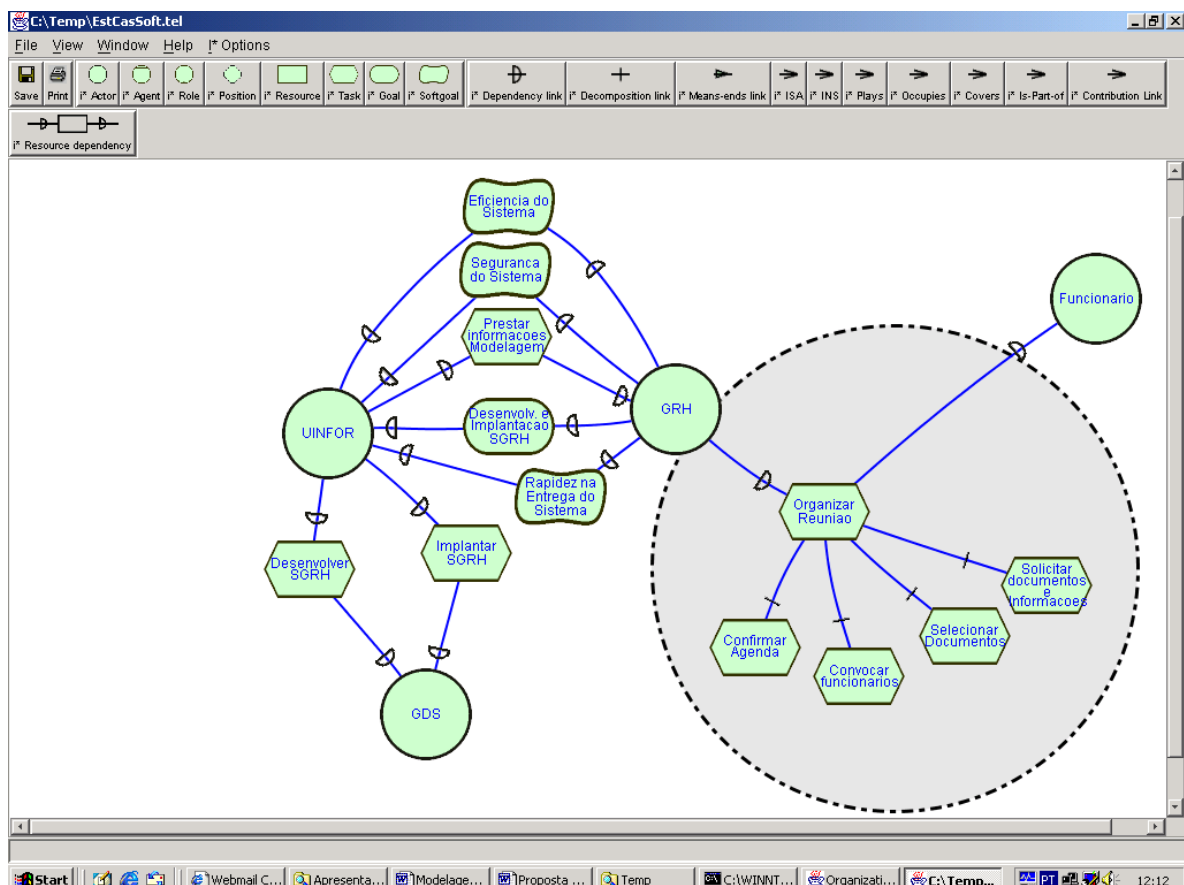 C:\Temp\EstCasSoft.tel
File View Window Help I* Options
Save Print i* Actor i* Agent i* Role i* Position i* Resource i* Task i* Goal i* Softgoal i* Dependency link i* Decomposition link i* Means-ends link i* ISA i* INS i* Plays i* Occupies i* Covers i* Is-Part-of i* Contribution Link
i* Resource dependency
Eficiencia do
Sistema
Seguranca
do Sistema
Prestar
informacoes
Modelagem
Funcionario
GRH
UINFOR
Desenvolv. e
Implantacao
SGRH
Rapidez na
Entrega do
Sistema
Organizar
Reuniao
Desenvolver
SGRH
Implantar
SGRH
Solicitar
documentos
e
Informacoes
Confirmar
Agenda
Selecionar
Documentos
Convocar
funcionarios
GDS
Start Webmail C... Apresenta... Modelage... Proposta ... Temp C:\WINNT... Organizati... C:\Temp... PT 12:12